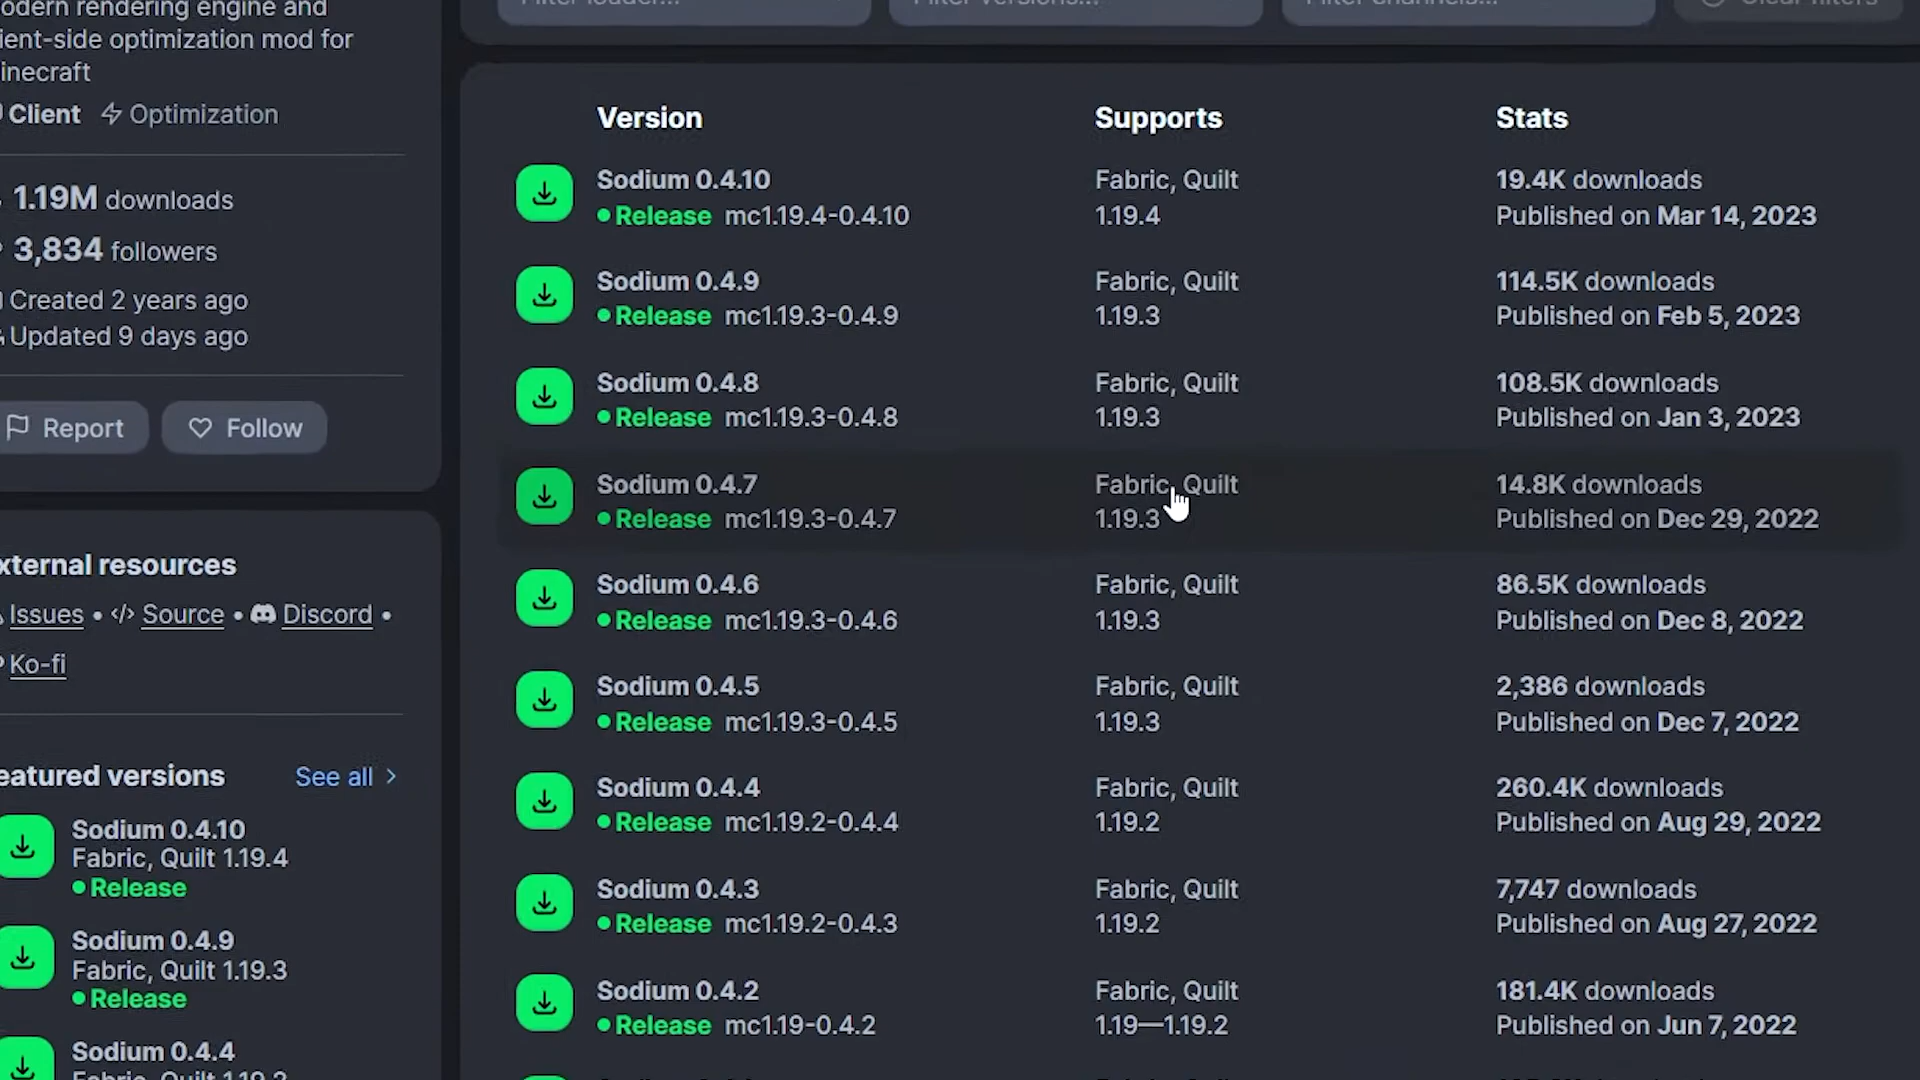 odern rendering engine and
ient-side optimization mod for
inecraft
Client Optimization
1.19M downloads
3,834 followers
Created 2 years ago
Updated 9 days ago
Report Follow
xternal resources
Issues • </> Source • Discord •
Ko-fi
eatured versions See all >
Sodium 0.4.10
Fabric, Quilt 1.19.4
Release
Sodium 0.4.9
Fabric, Quilt 1.19.3
Release
Sodium 0.4.4
Fabric, Quilt 1.19.2
Filter loader... Filter versions... Filter channels... Clear filters
Version Supports Stats
Sodium 0.4.10 Fabric, Quilt 19.4K downloads
Release mc1.19.4-0.4.10 1.19.4 Published on Mar 14, 2023
Sodium 0.4.9 Fabric, Quilt 114.5K downloads
Release mc1.19.3-0.4.9 1.19.3 Published on Feb 5, 2023
Sodium 0.4.8 Fabric, Quilt 108.5K downloads
Release mc1.19.3-0.4.8 1.19.3 Published on Jan 3, 2023
Sodium 0.4.7 Fabric, Quilt 14.8K downloads
Release mc1.19.3-0.4.7 1.19.3 Published on Dec 29, 2022
Sodium 0.4.6 Fabric, Quilt 86.5K downloads
Release mc1.19.3-0.4.6 1.19.3 Published on Dec 8, 2022
Sodium 0.4.5 Fabric, Quilt 2,386 downloads
Release mc1.19.3-0.4.5 1.19.3 Published on Dec 7, 2022
Sodium 0.4.4 Fabric, Quilt 260.4K downloads
Release mc1.19.2-0.4.4 1.19.2 Published on Aug 29, 2022
Sodium 0.4.3 Fabric, Quilt 7,747 downloads
Release mc1.19.2-0.4.3 1.19.2 Published on Aug 27, 2022
Sodium 0.4.2 Fabric, Quilt 181.4K downloads
Release mc1.19-0.4.2 1.19—1.19.2 Published on Jun 7, 2022